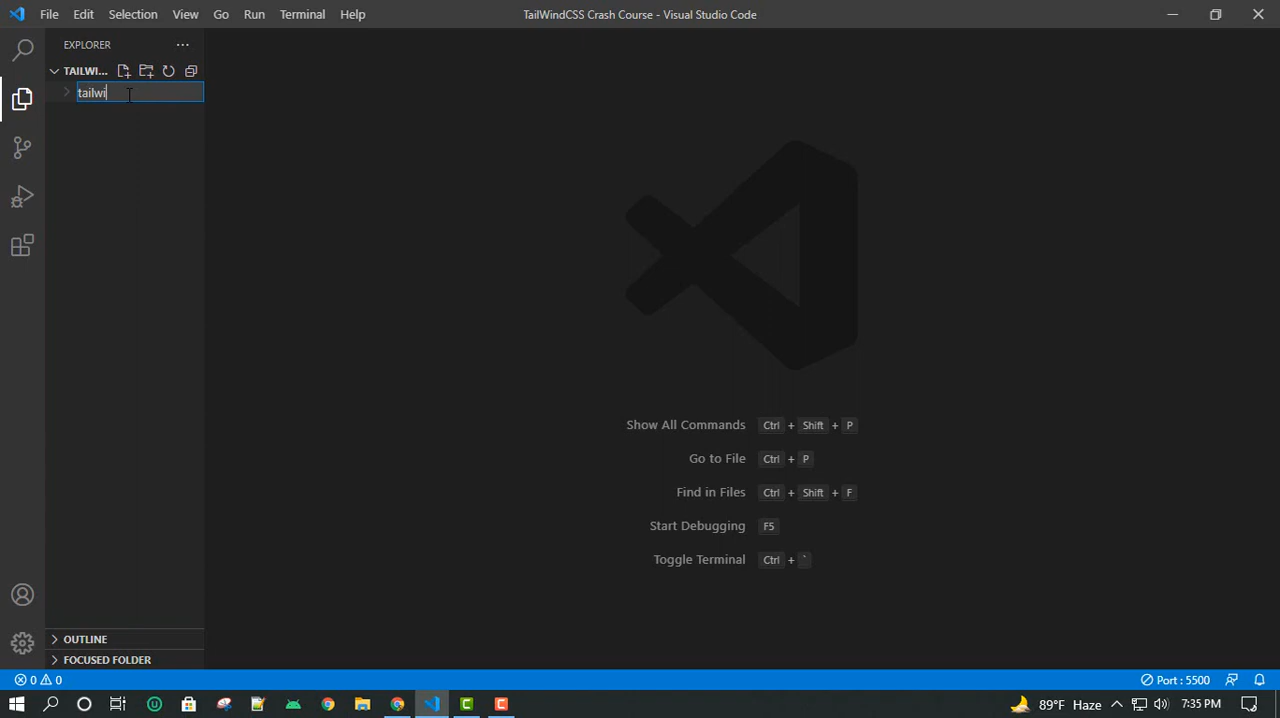 File Edit Selection View Go Run Terminal Help TailWindCSS Crash Course - Visual Studio Code
EXPLORER
TAILWI...
tailwi
Show All Commands Ctrl + Shift + P
Go to File Ctrl + P
Find in Files Ctrl + Shift + F
Start Debugging F5
Toggle Terminal Ctrl + `
OUTLINE
FOCUSED FOLDER
0 0 Port : 5500
89°F Haze 7:35 PM